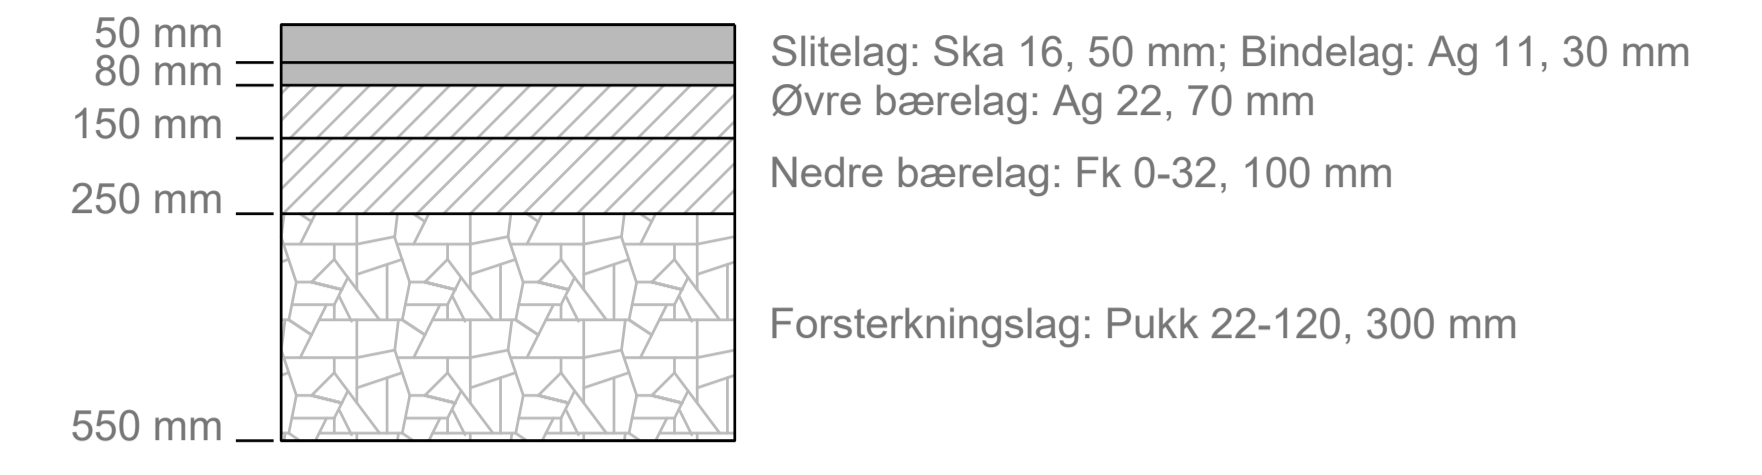 50 mm
80 mm
150 mm
250 mm
550 mm
Slitelag: Ska 16, 50 mm; Bindelag: Ag 11, 30 mm
Øvre bærelag: Ag 22, 70 mm
Nedre bærelag: Fk 0-32, 100 mm
Forsterkningslag: Pukk 22-120, 300 mm